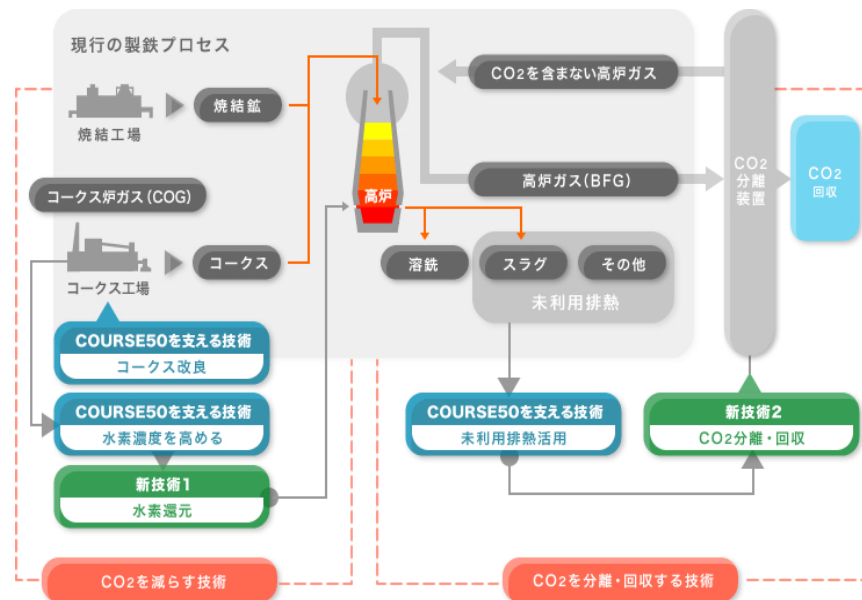 現行の製鉄プロセス
焼結工場
焼結鉱
コークス炉ガス(COG)
コークス工場
コークス
高炉
CO2を含まない高炉ガス
高炉ガス(BFG)
CO2
分離
装置
CO2
回収
溶銑
スラグ
その他
未利用排熱
COURSE50を支える技術
コークス改良
COURSE50を支える技術
水素濃度を高める
新技術1
水素還元
COURSE50を支える技術
未利用排熱活用
新技術2
CO2分離・回収
CO2を減らす技術
CO2を分離・回収する技術